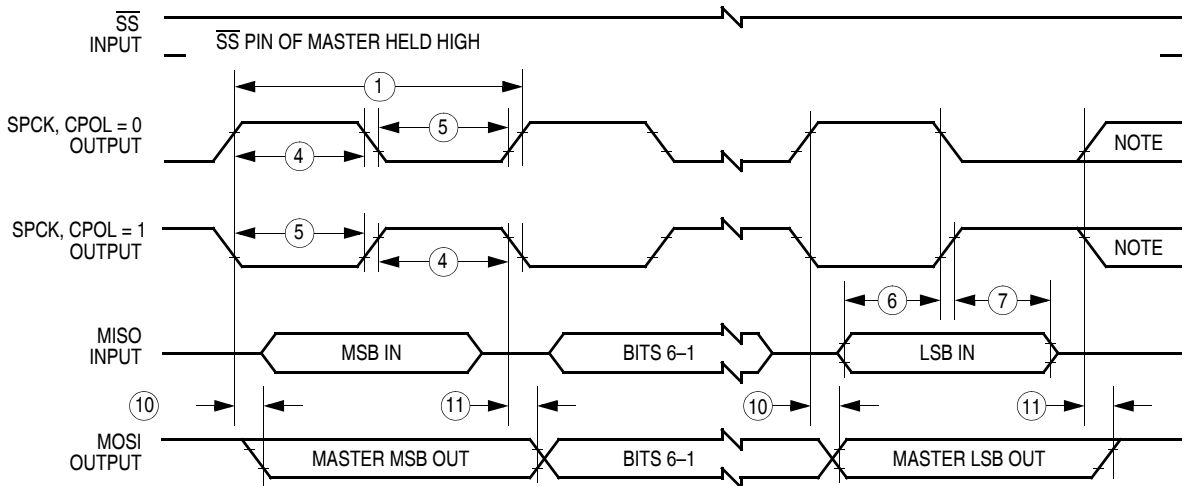 SS
INPUT
SS PIN OF MASTER HELD HIGH
1
SPCK, CPOL = 0
OUTPUT
5
4
NOTE
SPCK, CPOL = 1
OUTPUT
5
4
NOTE
6
7
MISO
INPUT
MSB IN
BITS 6–1
LSB IN
10
11
10
11
MOSI
OUTPUT
MASTER MSB OUT
BITS 6–1
MASTER LSB OUT